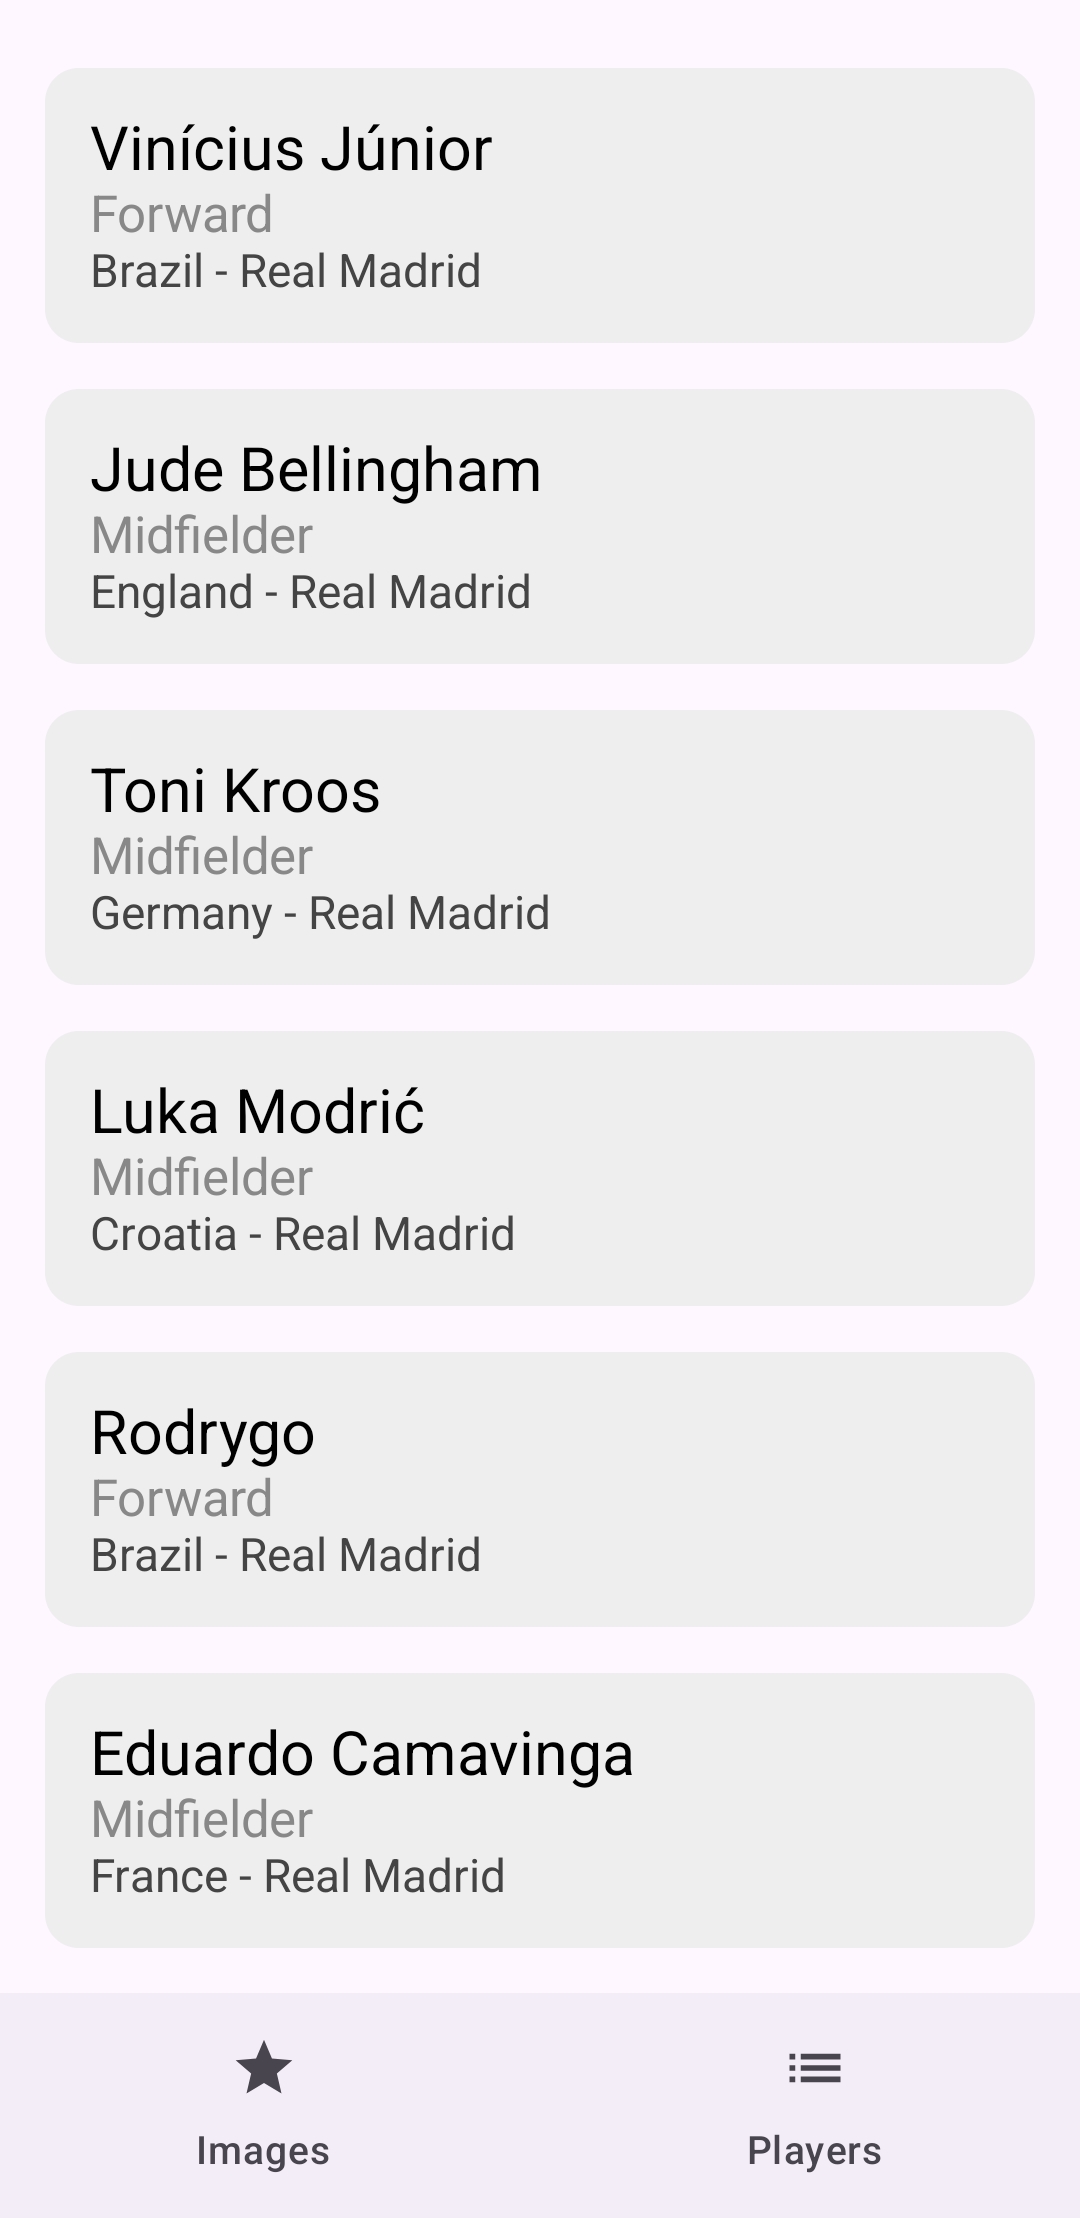 Vinícius Júnior
Forward
Brazil - Real Madrid
Jude Bellingham
Midfielder
England - Real Madrid
Toni Kroos
Midfielder
Germany - Real Madrid
Luka Modrić
Midfielder
Croatia - Real Madrid
Rodrygo
Forward
Brazil - Real Madrid
Eduardo Camavinga
Midfielder
France - Real Madrid
Images
Players